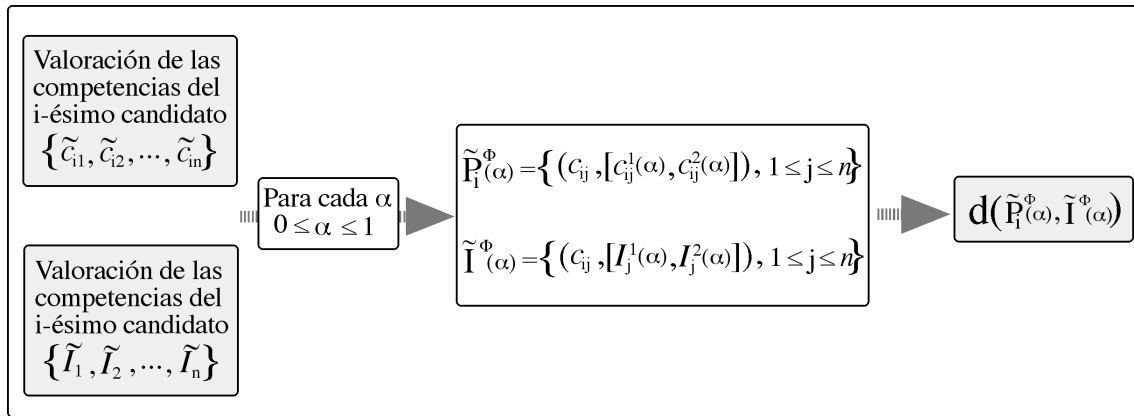 Valoración de las
competencias del
i-ésimo candidato
{c̃i1, c̃i2, ..., c̃in}
Valoración de las
competencias del
i-ésimo candidato
{Ĩ1, Ĩ2, ..., Ĩn}
Para cada α
0 ≤ α ≤ 1
P̃iΦ(α) = { (cij, [c1ij(α), c2ij(α)]), 1 ≤ j ≤ n}
ĨΦ(α) = { (cij, [I1j(α), I2j(α)]), 1 ≤ j ≤ n}
d(P̃iΦ(α), ĨΦ(α))